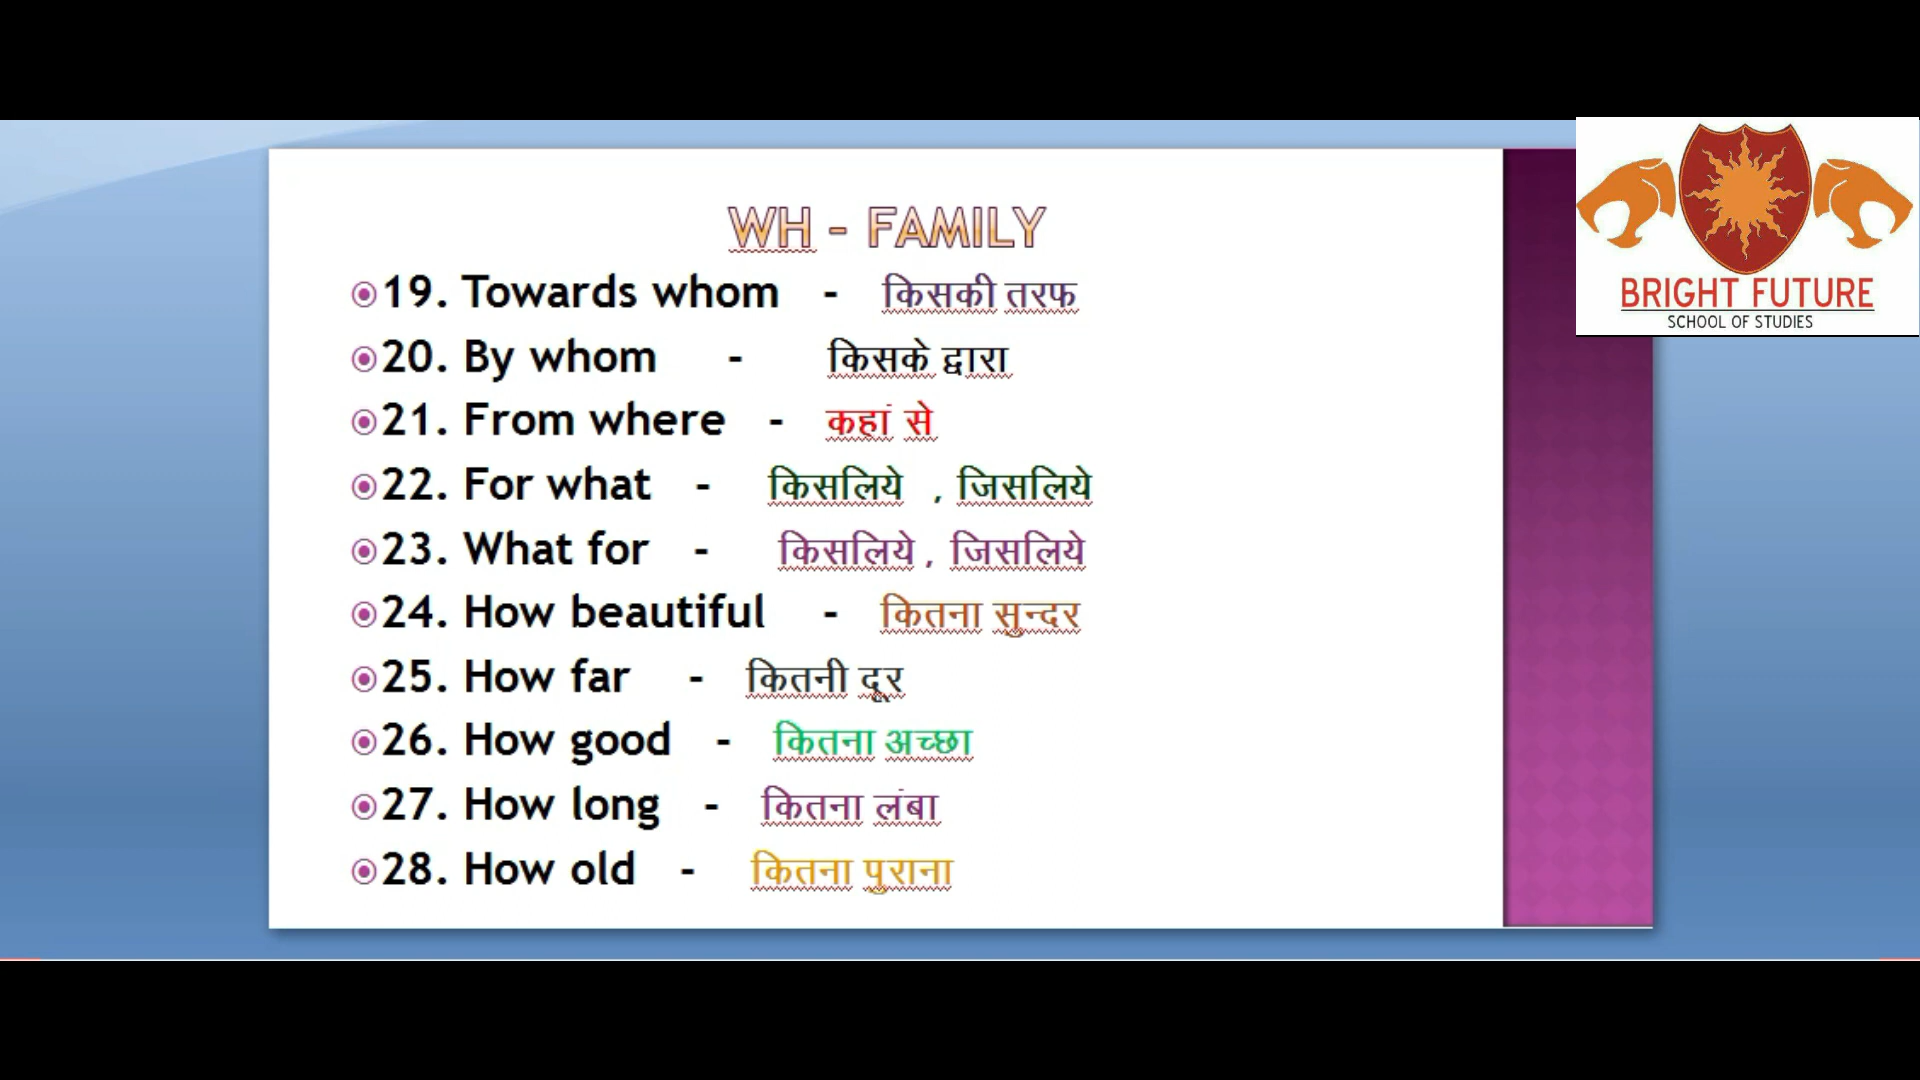 BRIGHT FUTURE
SCHOOL OF STUDIES
WH - FAMILY
19. Towards whom - किसकी तरफ
20. By whom - किसके द्वारा
21. From where - कहां से
22. For what - किसलिये , जिसलिये
23. What for - किसलिये , जिसलिये
24. How beautiful - कितना सुन्दर
25. How far - कितनी दूर
26. How good - कितना अच्छा
27. How long - कितना लंबा
28. How old - कितना पुराना